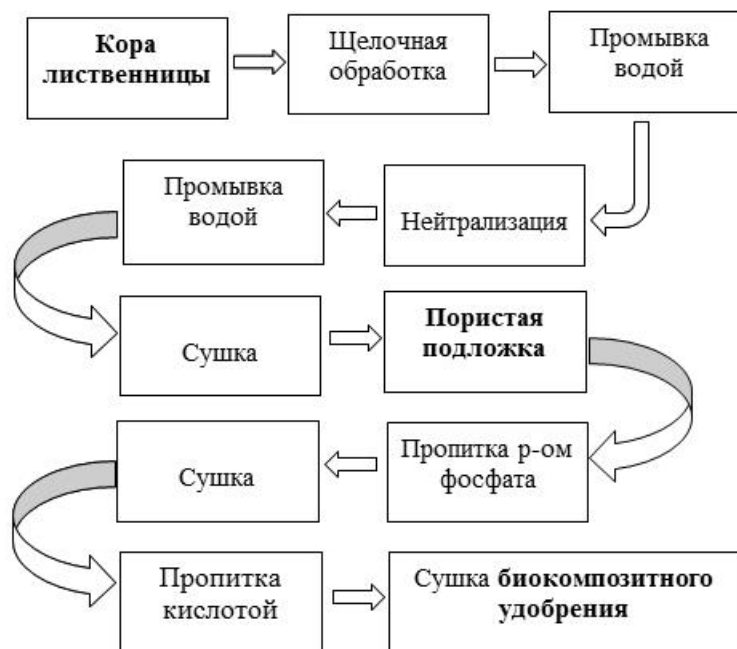 Кора
лиственницы
Щелочная
обработка
Промывка
водой
Нейтрализация
Промывка
водой
Сушка
Пористая
подложка
Пропитка р-ом
фосфата
Сушка
Пропитка
кислотой
Сушка биокомпозитного
удобрения